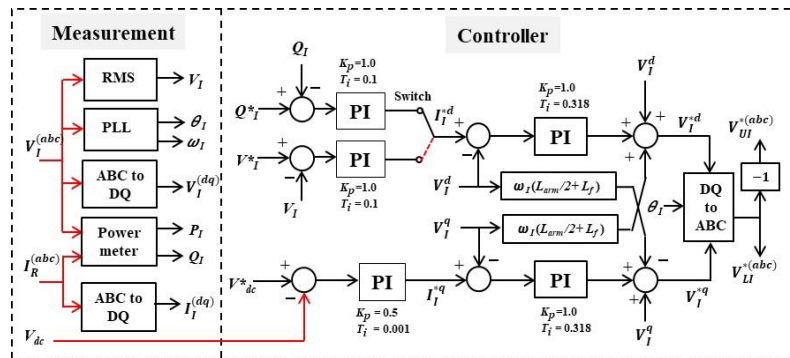 Measurement
Controller
RMS
V_I
PLL
θ_I
ω_I
V_I^(abc)
ABC to
DQ
V_I^(dq)
Power
meter
P_I
Q_I
I_R^(abc)
ABC to
DQ
I_I^(dq)
V_dc
Q_I
K_p=1.0
T_i = 0.1
Switch
Q*_I
+
−
PI
I_I^*d
V*_I
+
−
PI
V_I
K_p=1.0
T_i = 0.1
+
−
K_p=1.0
T_i = 0.318
PI
V_I^d
+
+
+
V_I^*d
V_UI^*(abc)
−1
V_I^d
ω_I(L_arm/2+L_f)
θ_I
DQ
to
ABC
V_I^q
ω_I(L_arm/2+L_f)
V*_dc
+
−
PI
I_I^*q
K_p = 0.5
T_i = 0.001
+
−
PI
K_p=1.0
T_i = 0.318
+
−
+
V_I^*q
V_LI^*(abc)
V_I^q